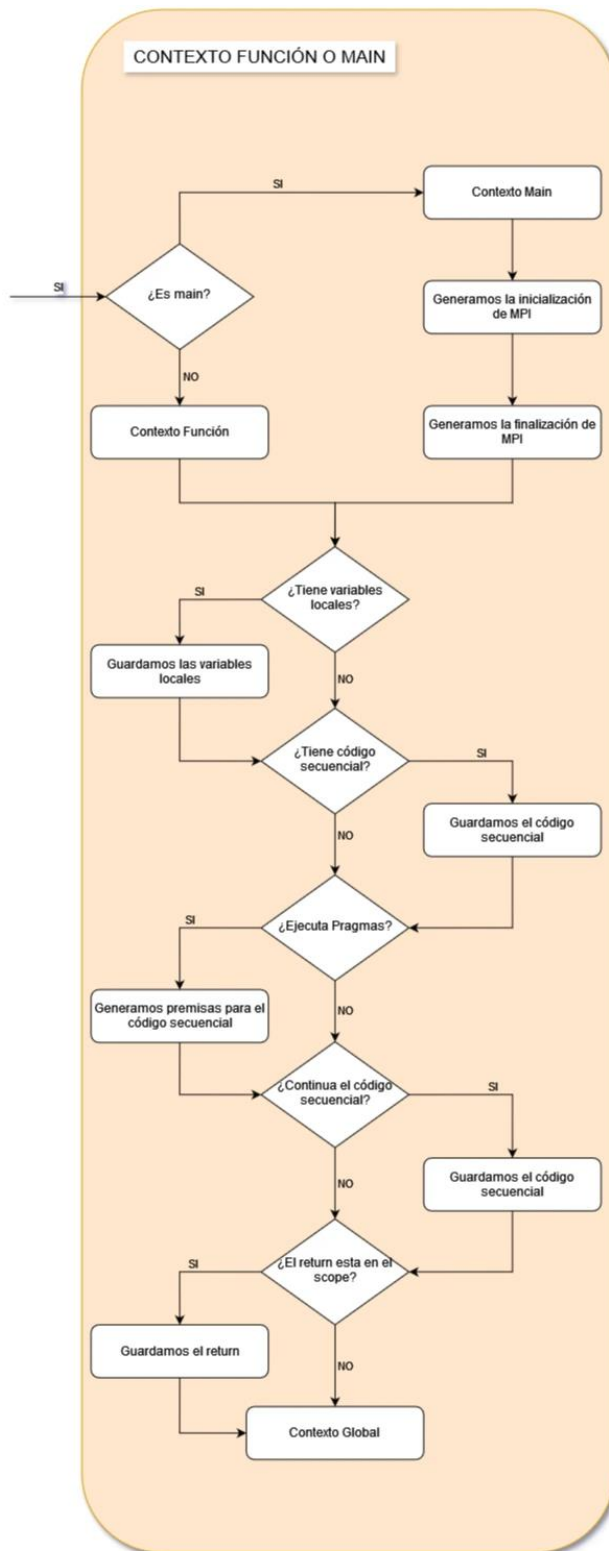 CONTEXTO FUNCIÓN O MAIN
SI
Contexto Main
SI
¿Es main?
Generamos la inicialización
de MPI
NO
Contexto Función
Generamos la finalización de
MPI
¿Tiene variables
locales?
SI
Guardamos las variables
locales
NO
¿Tiene código
secuencial?
SI
Guardamos el código
secuencial
NO
¿Ejecuta Pragmas?
SI
Generamos premisas para el
código secuencial
NO
¿Continua el código
secuencial?
SI
Guardamos el código
secuencial
NO
¿El return esta en el
scope?
SI
Guardamos el return
NO
Contexto Global